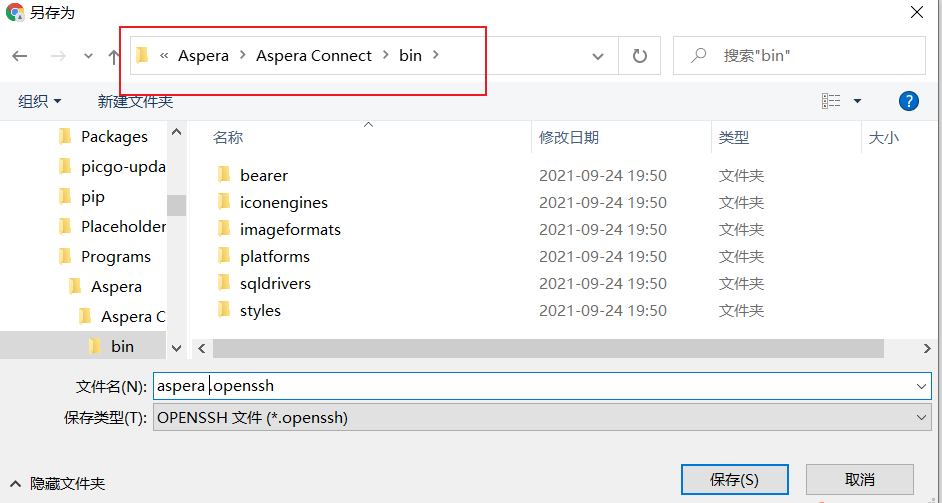 另存为
« Aspera › Aspera Connect › bin ›
搜索"bin"
组织
新建文件夹
Packages
picgo-upda
pip
Placeholder
Programs
Aspera
Aspera C
bin
名称 修改日期 类型 大小
bearer 2021-09-24 19:50 文件夹
iconengines 2021-09-24 19:50 文件夹
imageformats 2021-09-24 19:50 文件夹
platforms 2021-09-24 19:50 文件夹
sqldrivers 2021-09-24 19:50 文件夹
styles 2021-09-24 19:50 文件夹
文件名(N): aspera .openssh
保存类型(T): OPENSSH 文件 (*.openssh)
隐藏文件夹
保存(S)
取消